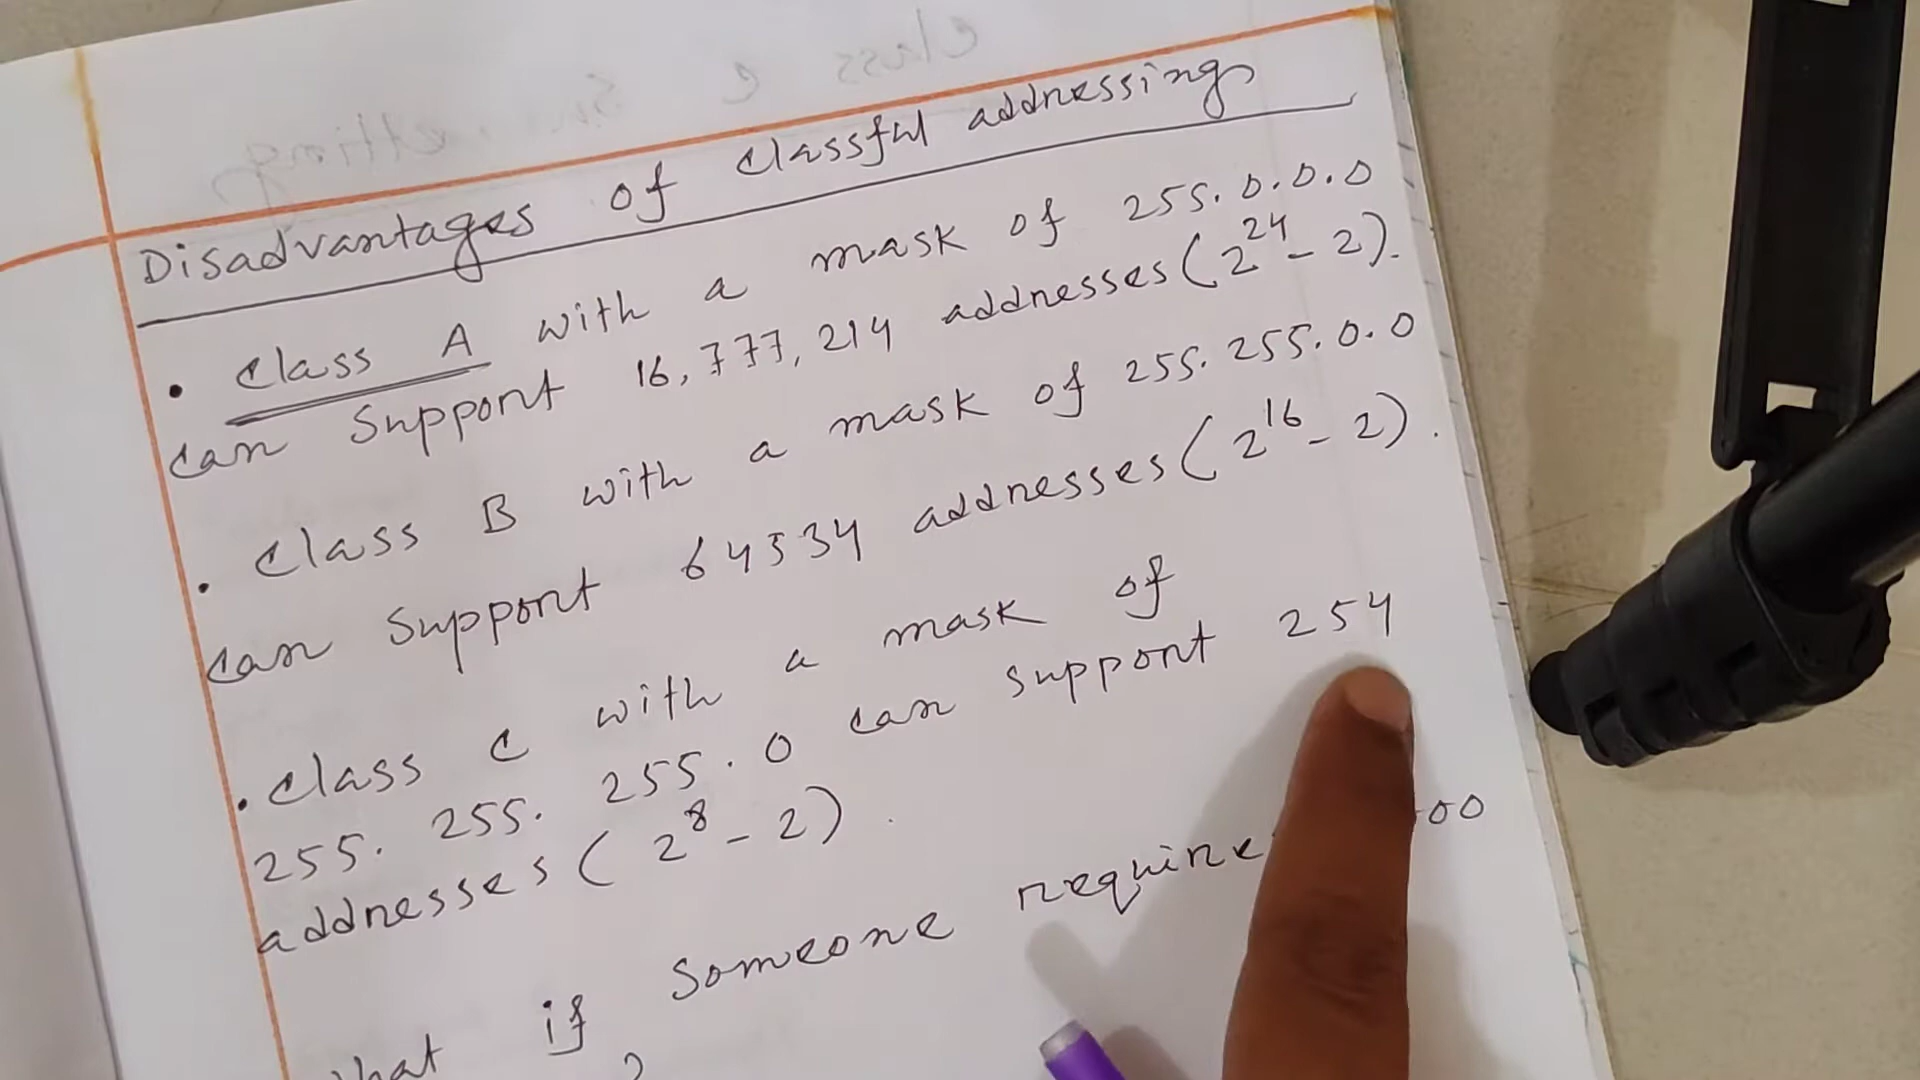 Disadvantages of classful addressing
• Class A with a mask of 255.0.0.0
can support 16,777,214 addresses (2^24 - 2).
• Class B with a mask of 255.255.0.0
can support 64534 addresses (2^16 - 2).
• Class C with a mask of
255.255.255.0 can support 254
addresses (2^8 - 2).
What if someone require 00
?